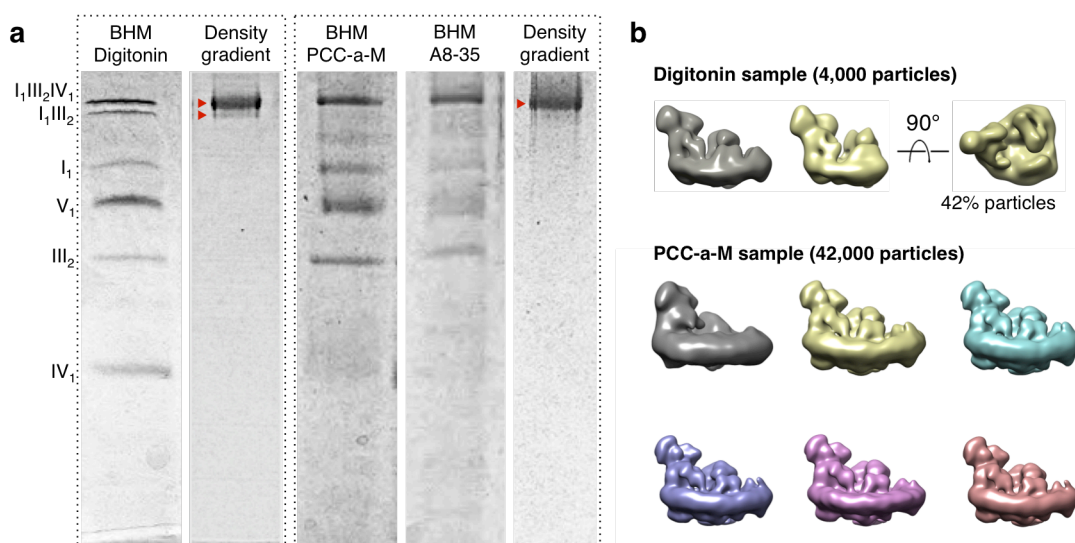 a
BHM
Digitonin
Density
gradient
BHM
PCC-a-M
BHM
A8-35
Density
gradient
I₁III₂IV₁
I₁III₂
I₁
V₁
III₂
IV₁
b
Digitonin sample (4,000 particles)
90°
42% particles
PCC-a-M sample (42,000 particles)